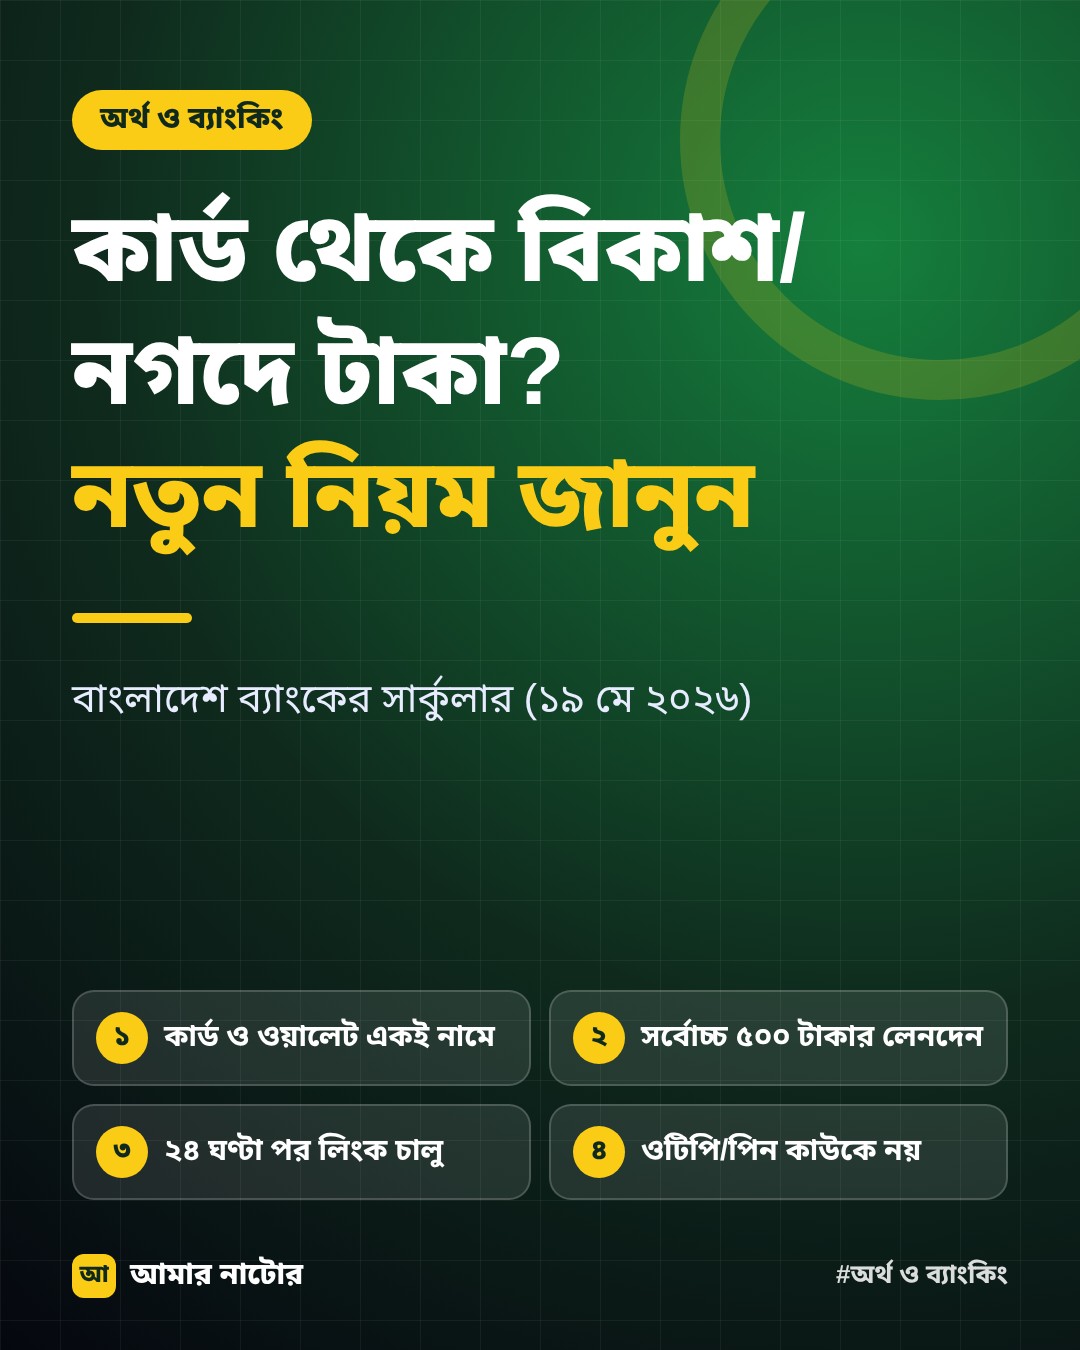 অর্থ ও ব্যাংকিং
কার্ড থেকে বিকাশ/
নগদে টাকা?
নতুন নিয়ম জানুন
বাংলাদেশ ব্যাংকের সার্কুলার (১৯ মে ২০২৬)
১ কার্ড ও ওয়ালেট একই নামে
২ সর্বোচ্চ ৫০০ টাকার লেনদেন
৩ ২৪ ঘণ্টা পর লিংক চালু
৪ ওটিপি/পিন কাউকে নয়
আ আমার নাটোর
#অর্থ ও ব্যাংকিং